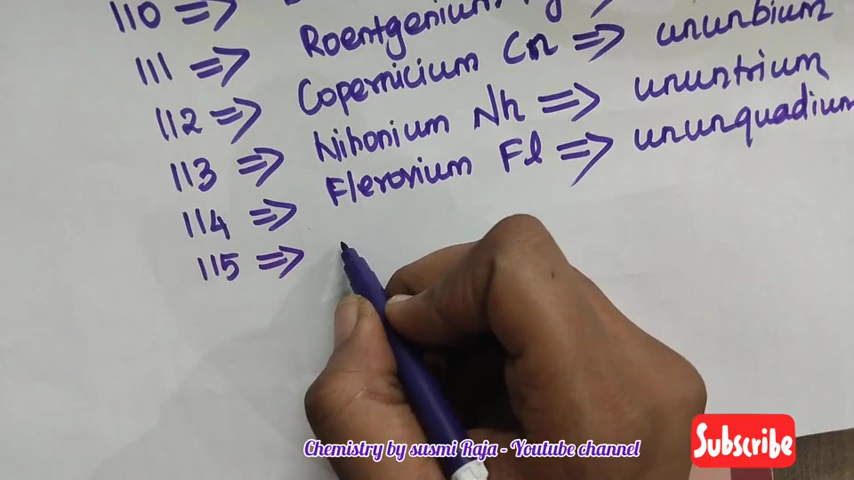 110 =>
111 => Roentgenium
112 => Copernicium Cn => ununbium
113 => Nihonium Nh => ununtrium
114 => Flerovium Fl => ununquadium
115 =>
Chemistry by susmi Raja - Youtube channel
Subscribe